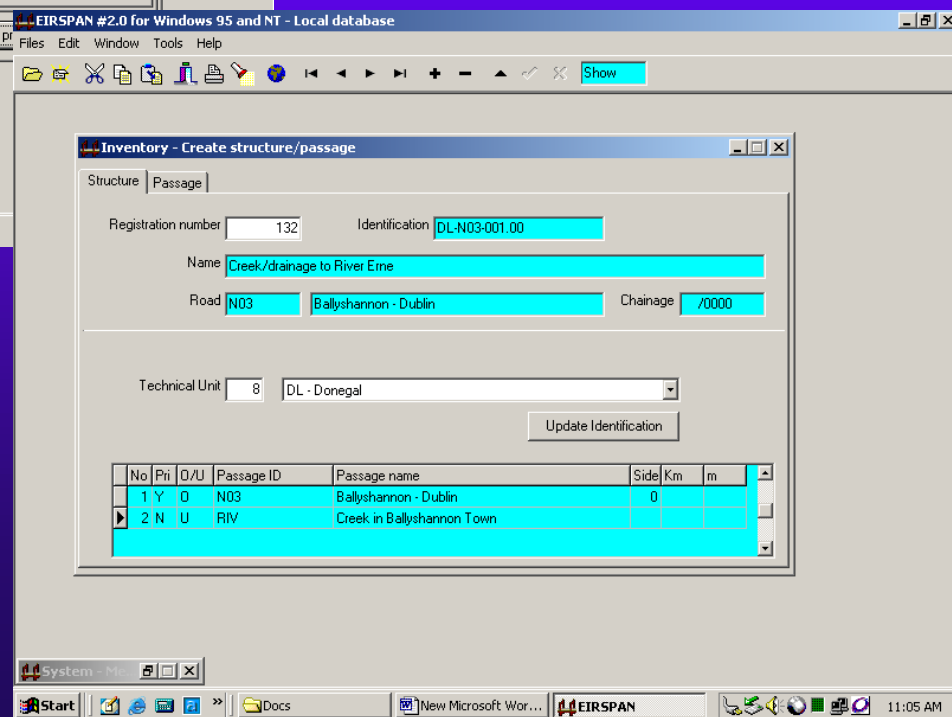 EIRSPAN #2.0 for Windows 95 and NT - Local database
Files Edit Window Tools Help
Show
Inventory - Create structure/passage
Structure Passage
Registration number 132 Identification DL-N03-001.00
Name Creek/drainage to River Erne
Road N03 Ballyshannon - Dublin Chainage /0000
Technical Unit 8 DL - Donegal
Update Identification
No Pri O/U Passage ID Passage name Side Km m
1 Y O N03 Ballyshannon - Dublin 0
2 N U RIV Creek in Ballyshannon Town
System - Me
Start Docs New Microsoft Wor... EIRSPAN 11:05 AM